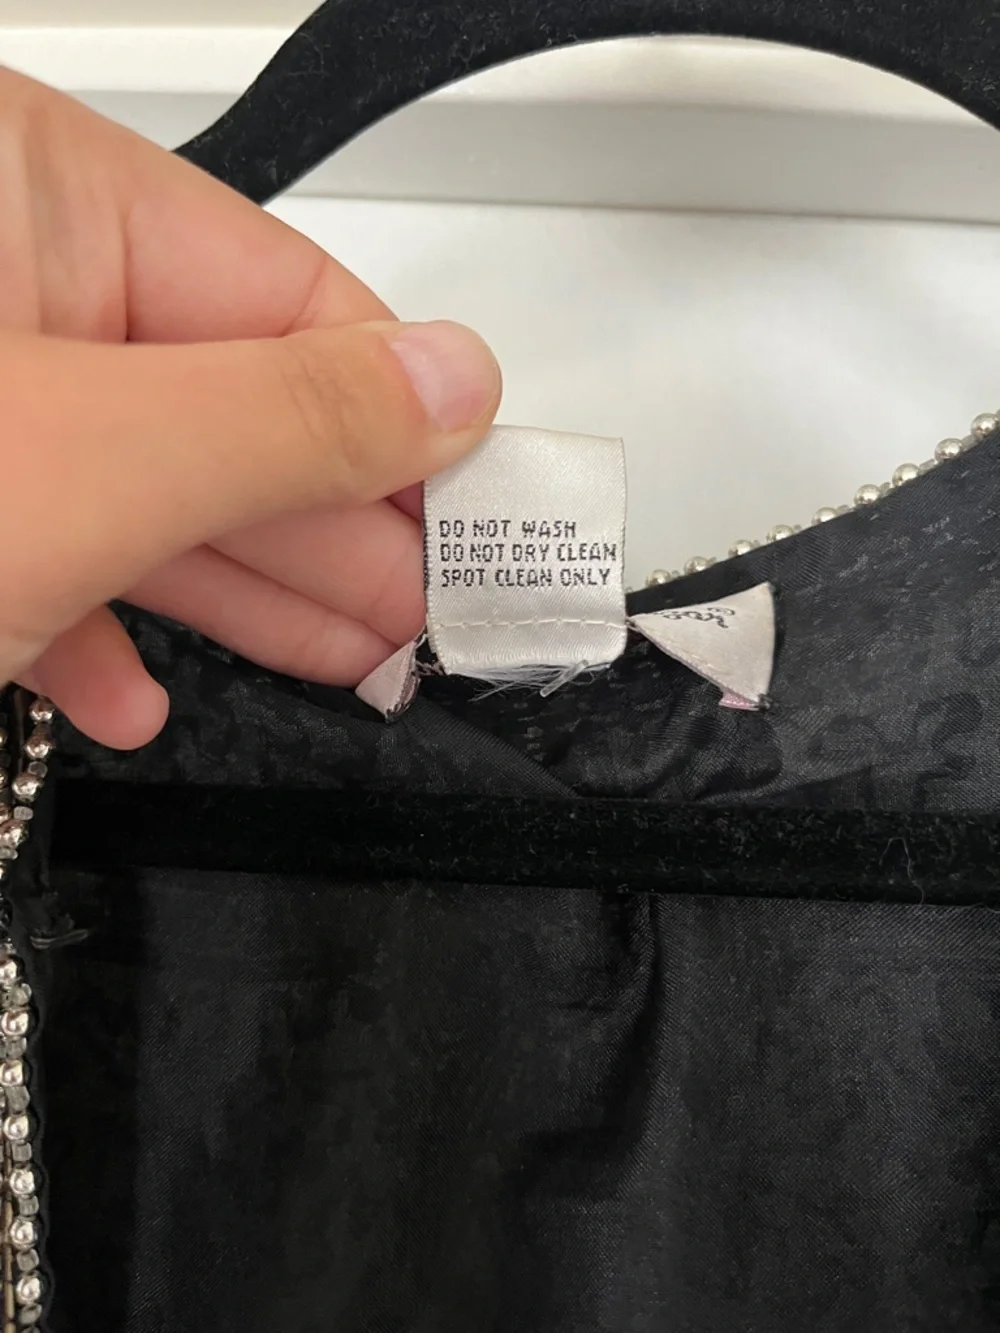 DO NOT WASH
DO NOT DRY CLEAN
SPOT CLEAN ONLY